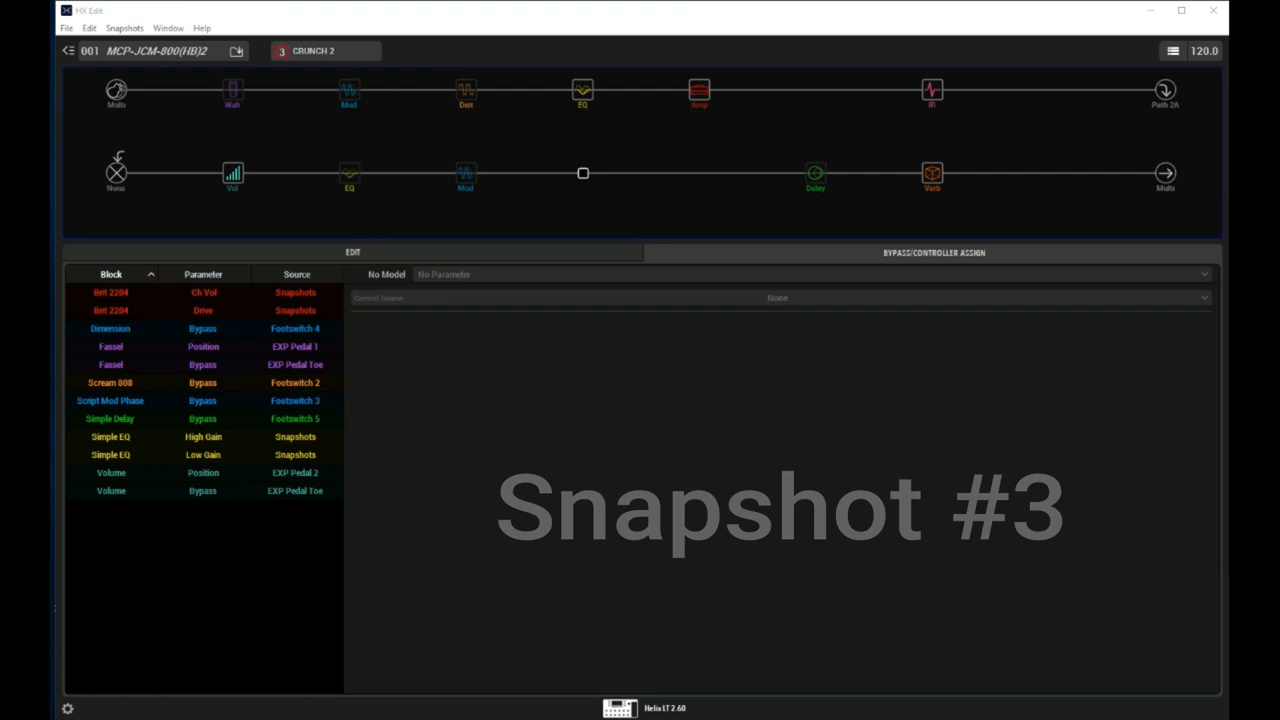 HX Edit
File Edit Snapshots Window Help
001 MCP-JCM-800(HB)2 3 CRUNCH 2 120.0
Multi Wah Mod Dist EQ Amp IR Path 2A
None Vol EQ Mod Delay Verb Multi
EDIT BYPASS/CONTROLLER ASSIGN
Block Parameter Source No Model No Parameter
Brit 2204 Ch Vol Snapshots Control Source None
Brit 2204 Drive Snapshots
Dimension Bypass Footswitch 4
Fassel Position EXP Pedal 1
Fassel Bypass EXP Pedal Toe
Scream 808 Bypass Footswitch 2
Script Mod Phase Bypass Footswitch 3
Simple Delay Bypass Footswitch 5
Simple EQ High Gain Snapshots
Simple EQ Low Gain Snapshots
Volume Position EXP Pedal 2
Volume Bypass EXP Pedal Toe
Snapshot #3
Helix LT 2.60